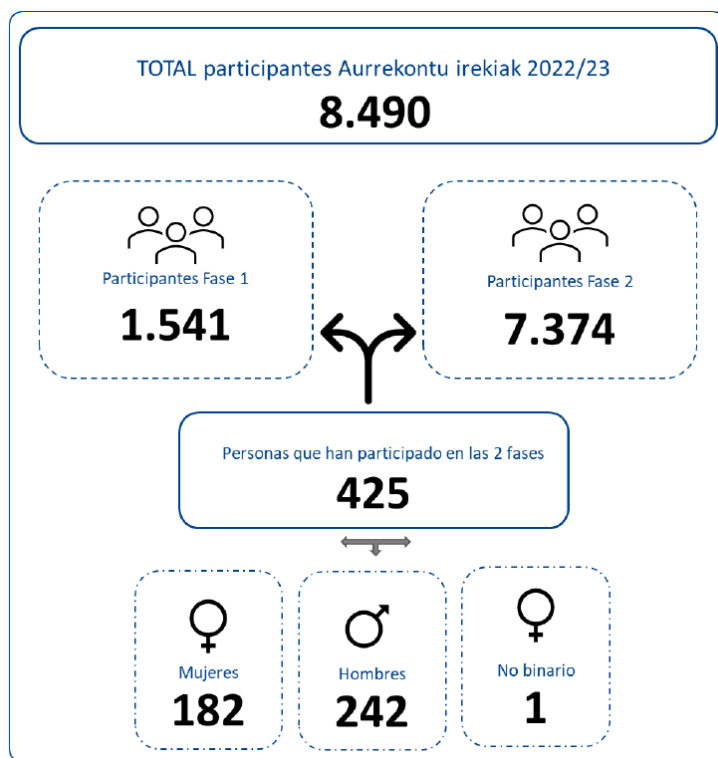 TOTAL participantes Aurrekontu irekiak 2022/23
8.490
Participantes Fase 1
1.541
Participantes Fase 2
7.374
Personas que han participado en las 2 fases
425
Mujeres
182
Hombres
242
No binario
1